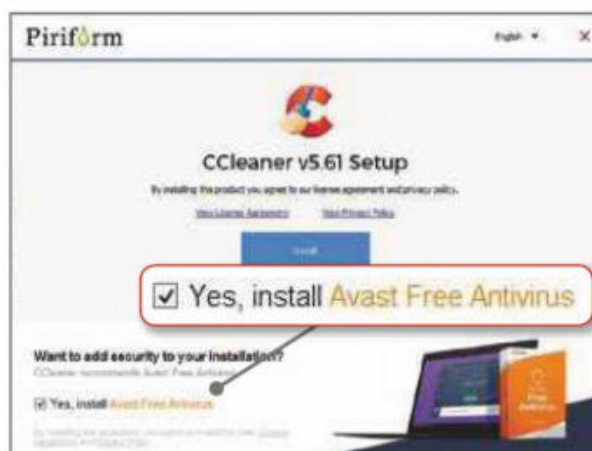 Piriform
English
CCleaner v5.61 Setup
By installing this product you agree to our license agreement and privacy policy.
View License Agreement View Privacy Policy
Install
Yes, install Avast Free Antivirus
Want to add security to your installation?
CCleaner recommends Avast Free Antivirus
Yes, install Avast Free Antivirus
Free
Antivirus